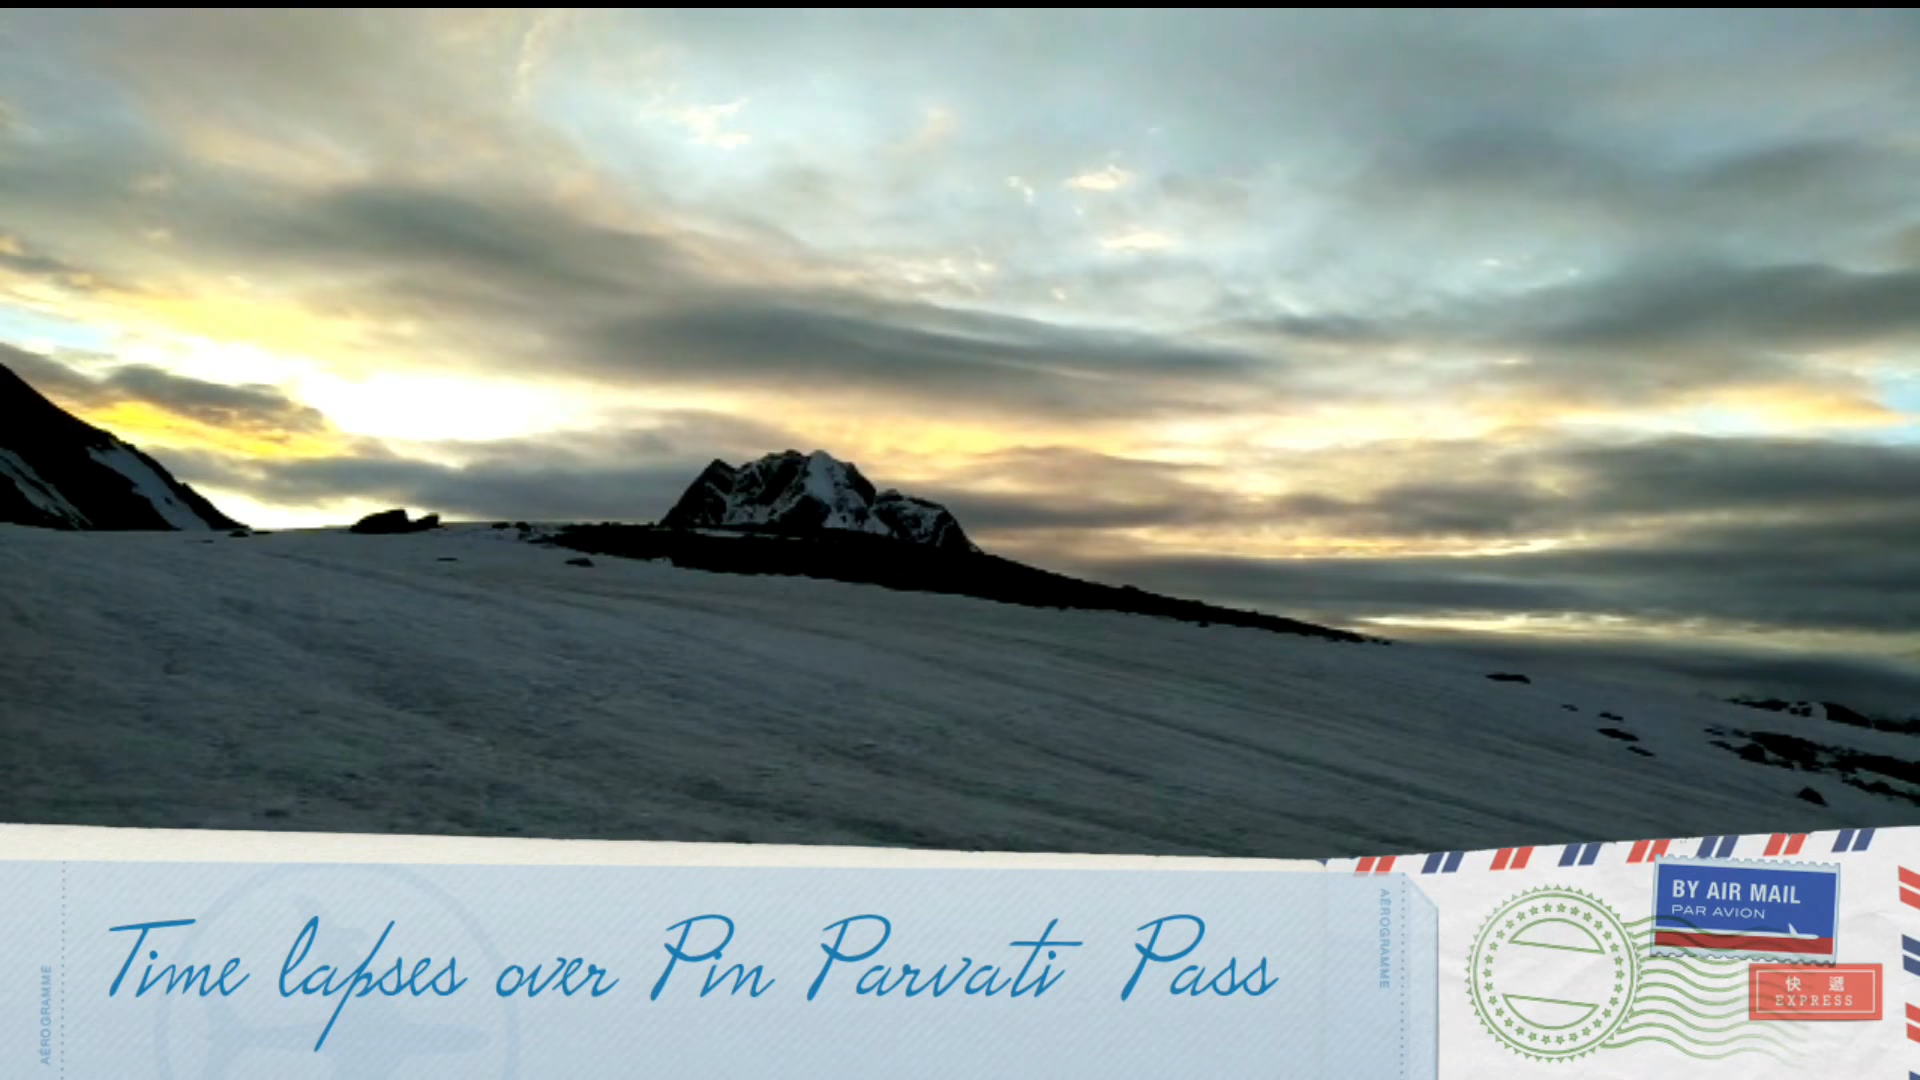 Time lapses over Pin Parvati Pass
AÉROGRAMME
AÉROGRAMME
BY AIR MAIL
PAR AVION
快 遞
EXPRESS